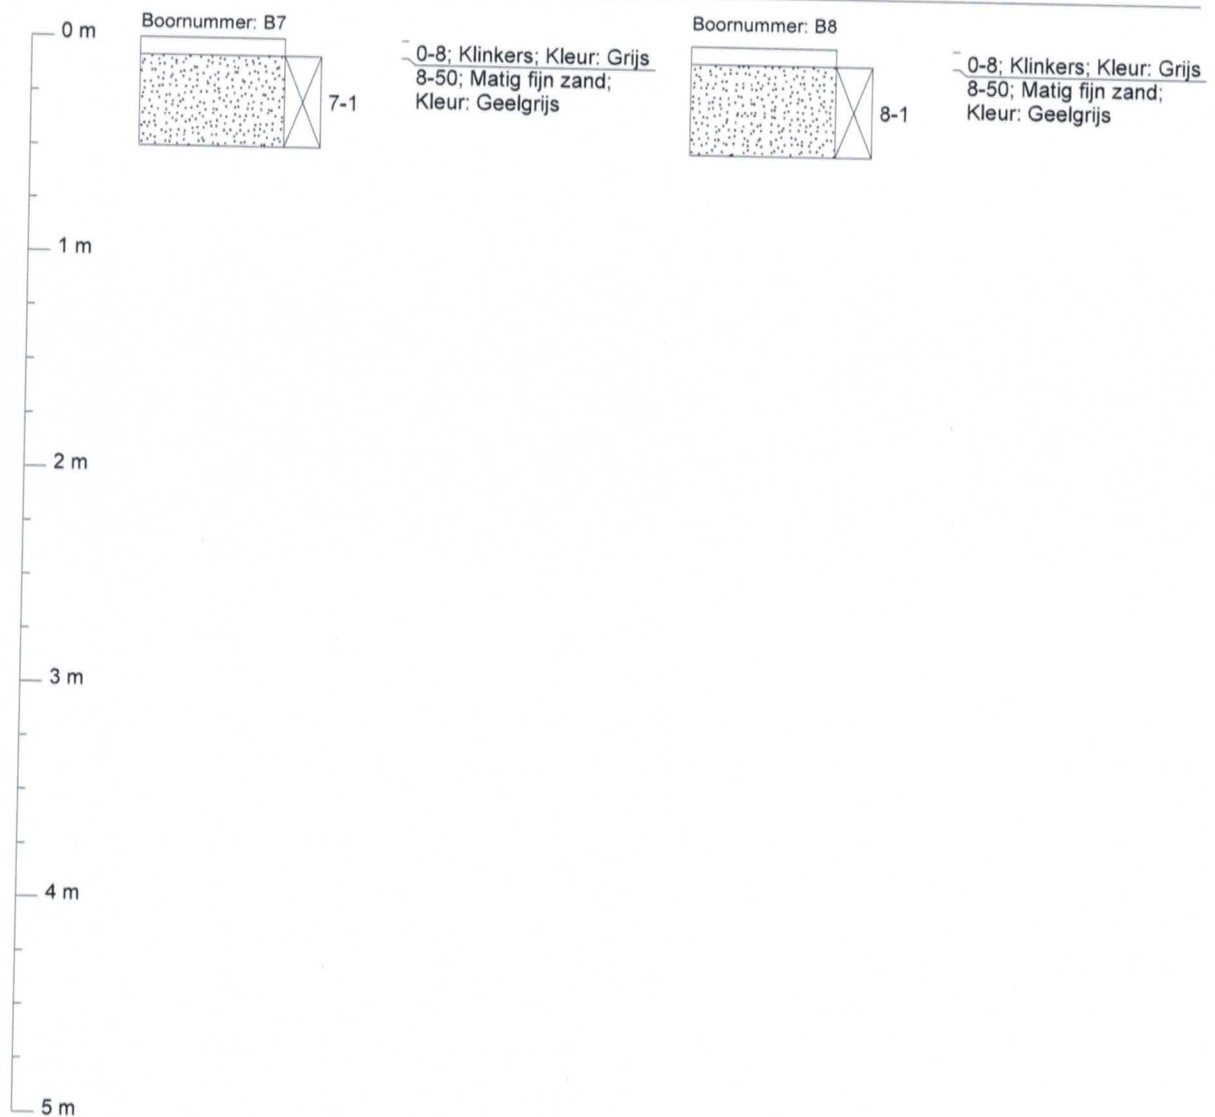 Boornummer: B7
0-8; Klinkers; Kleur: Grijs
8-50; Matig fijn zand;
Kleur: Geelgrijs
7-1
Boornummer: B8
0-8; Klinkers; Kleur: Grijs
8-50; Matig fijn zand;
Kleur: Geelgrijs
8-1
0 m
1 m
2 m
3 m
4 m
5 m